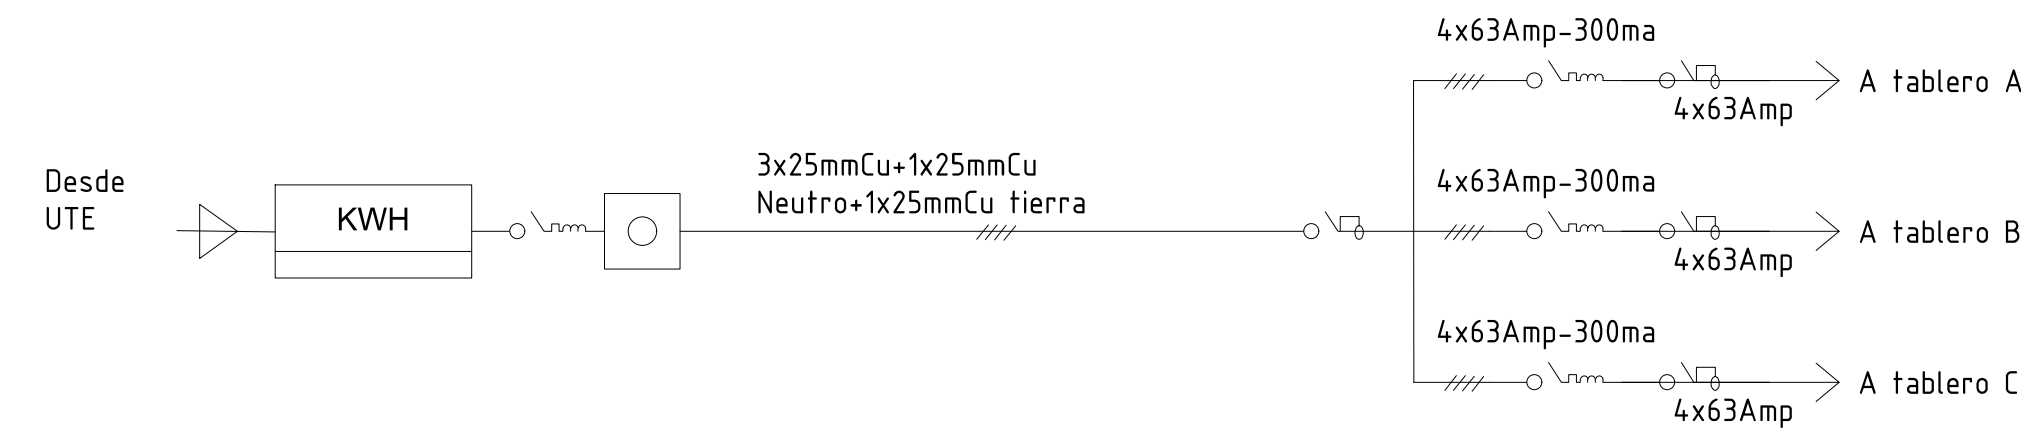 Desde
UTE
KWH
3x25mmCu+1x25mmCu
Neutro+1x25mmCu tierra
4x63Amp-300ma
4x63Amp
A tablero A
4x63Amp-300ma
4x63Amp
A tablero B
4x63Amp-300ma
4x63Amp
A tablero C